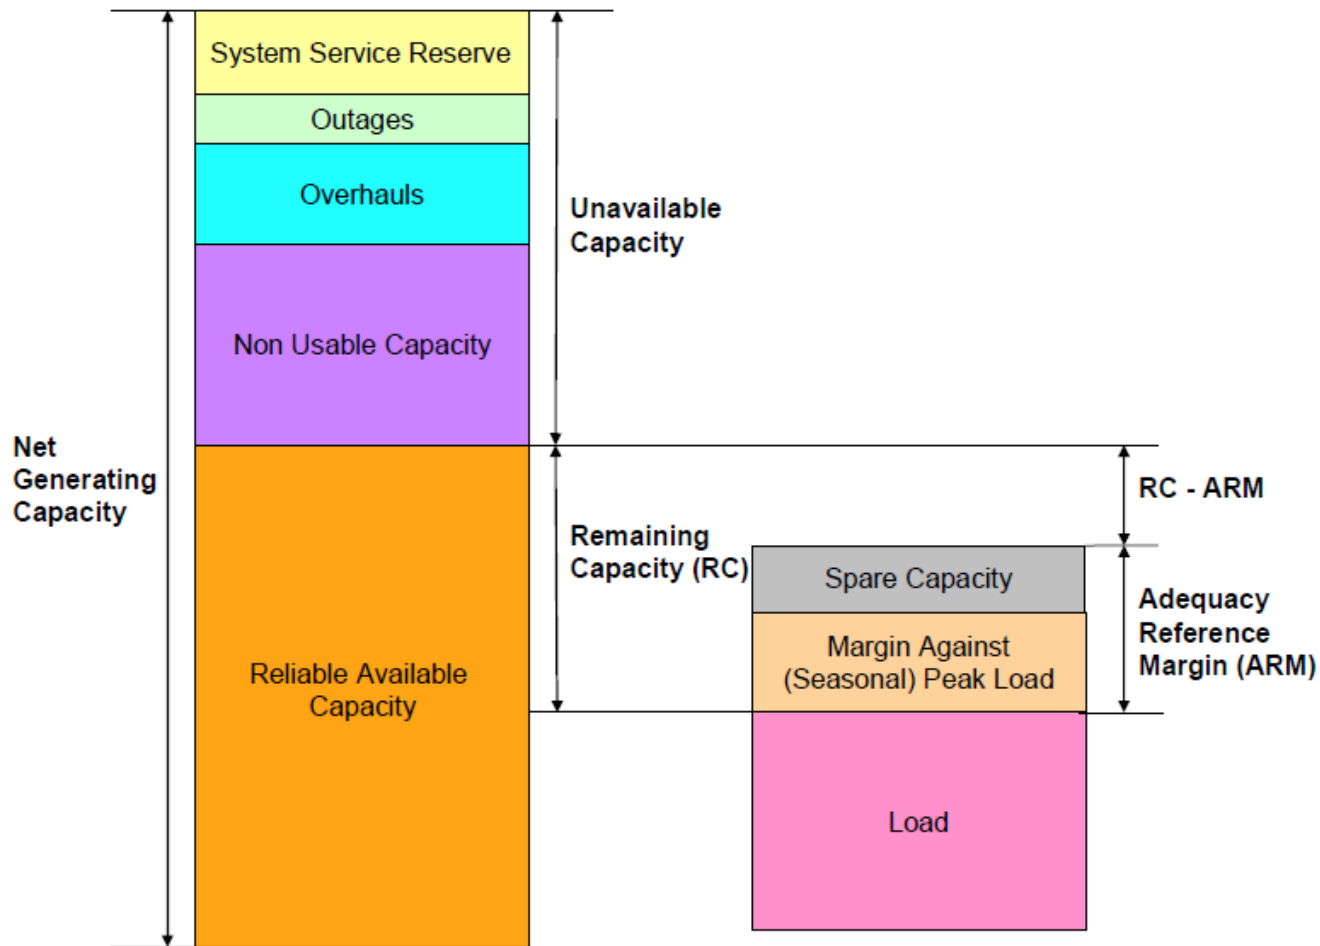 System Service Reserve
Outages
Overhauls
Non Usable Capacity
Reliable Available
Capacity
Net
Generating
Capacity
Unavailable
Capacity
Remaining
Capacity (RC)
Spare Capacity
Margin Against
(Seasonal) Peak Load
Load
RC - ARM
Adequacy
Reference
Margin (ARM)